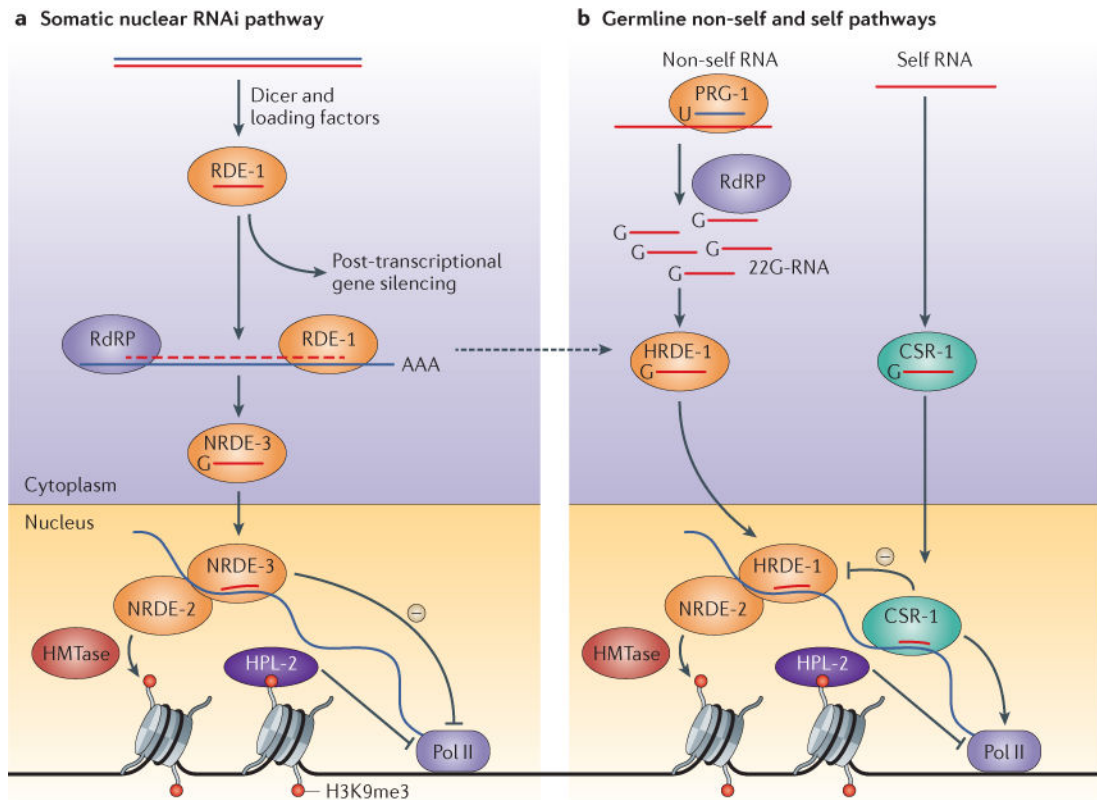 a Somatic nuclear RNAi pathway
Dicer and
loading factors
RDE-1
Post-transcriptional
gene silencing
RdRP
RDE-1
AAA
NRDE-3
G
Cytoplasm
Nucleus
NRDE-3
NRDE-2
HMTase
HPL-2
Pol II
H3K9me3
b Germline non-self and self pathways
Non-self RNA
Self RNA
PRG-1
U
RdRP
G
G
G
G
G
22G-RNA
HRDE-1
G
CSR-1
G
HRDE-1
NRDE-2
CSR-1
HMTase
HPL-2
Pol II